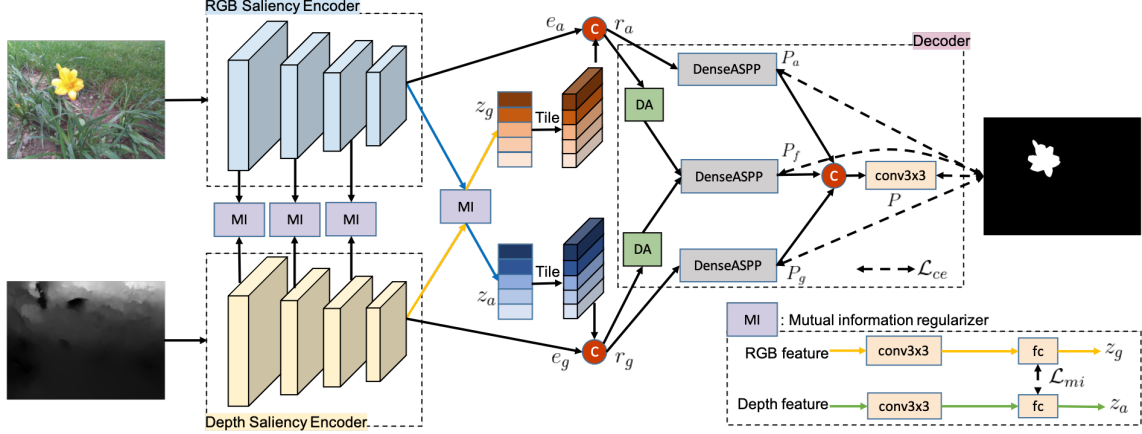 RGB Saliency Encoder
e_a
C
r_a
Decoder
DenseASPP
P_a
z_g
Tile
DA
MI
MI
MI
MI
DenseASPP
P_f
C
conv3x3
P
DA
z_a
Tile
DenseASPP
P_g
L_ce
e_g
C
r_g
Depth Saliency Encoder
MI
: Mutual information regularizer
RGB feature
conv3x3
fc
z_g
L_mi
Depth feature
conv3x3
fc
z_a